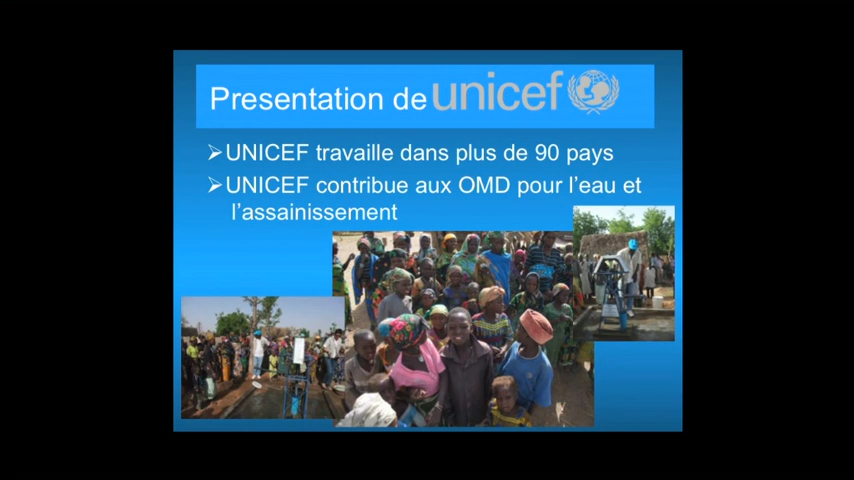 Presentation de unicef
➢UNICEF travaille dans plus de 90 pays
➢UNICEF contribue aux OMD pour l'eau et
l'assainissement